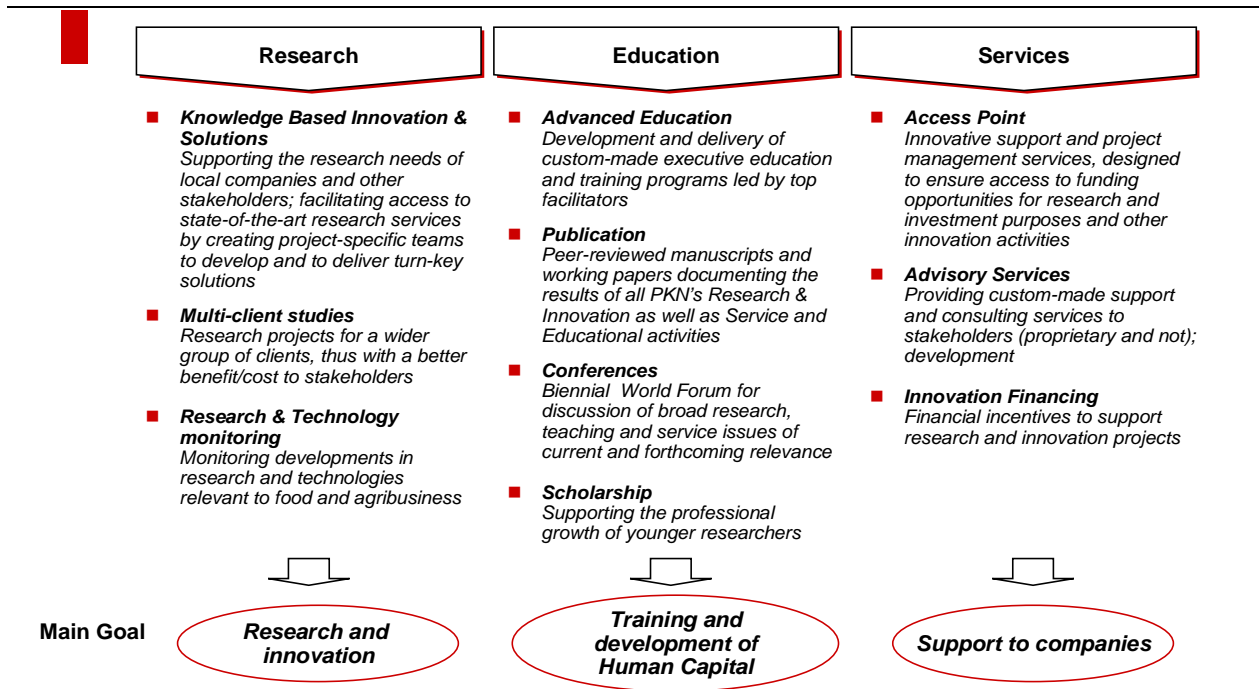 Research
Knowledge Based Innovation &
Solutions
Supporting the research needs of
local companies and other
stakeholders; facilitating access to
state-of-the-art research services
by creating project-specific teams
to develop and to deliver turn-key
solutions
Multi-client studies
Research projects for a wider
group of clients, thus with a better
benefit/cost to stakeholders
Research & Technology
monitoring
Monitoring developments in
research and technologies
relevant to food and agribusiness
Education
Advanced Education
Development and delivery of
custom-made executive education
and training programs led by top
facilitators
Publication
Peer-reviewed manuscripts and
working papers documenting the
results of all PKN's Research &
Innovation as well as Service and
Educational activities
Conferences
Biennial World Forum for
discussion of broad research,
teaching and service issues of
current and forthcoming relevance
Scholarship
Supporting the professional
growth of younger researchers
Services
Access Point
Innovative support and project
management services, designed
to ensure access to funding
opportunities for research and
investment purposes and other
innovation activities
Advisory Services
Providing custom-made support
and consulting services to
stakeholders (proprietary and not);
development
Innovation Financing
Financial incentives to support
research and innovation projects
Main Goal
Research and
innovation
Training and
development of
Human Capital
Support to companies